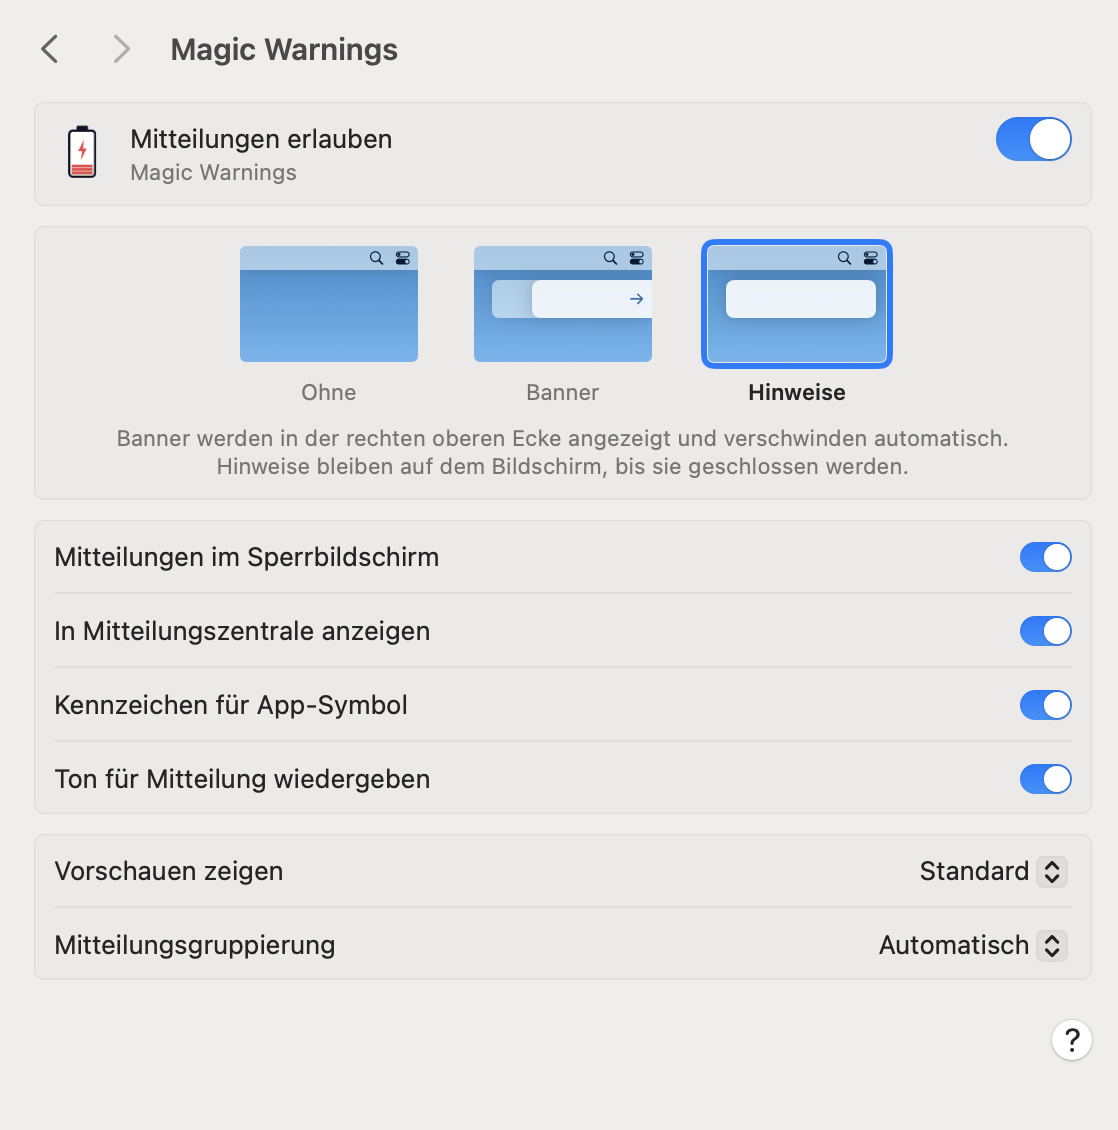 Magic Warnings
Mitteilungen erlauben
Magic Warnings
Ohne
Banner
Hinweise
Banner werden in der rechten oberen Ecke angezeigt und verschwinden automatisch.
Hinweise bleiben auf dem Bildschirm, bis sie geschlossen werden.
Mitteilungen im Sperrbildschirm
In Mitteilungszentrale anzeigen
Kennzeichen für App-Symbol
Ton für Mitteilung wiedergeben
Vorschauen zeigen Standard
Mitteilungsgruppierung Automatisch
?